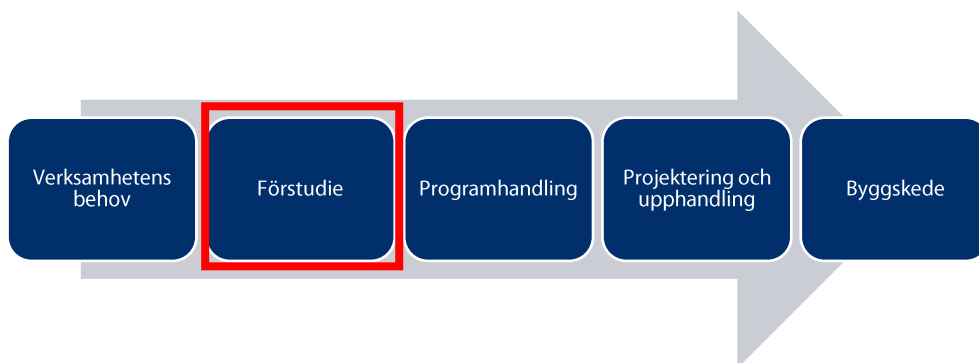 Verksamhetens
behov
Förstudie
Programhandling
Projektering och
upphandling
Byggskede